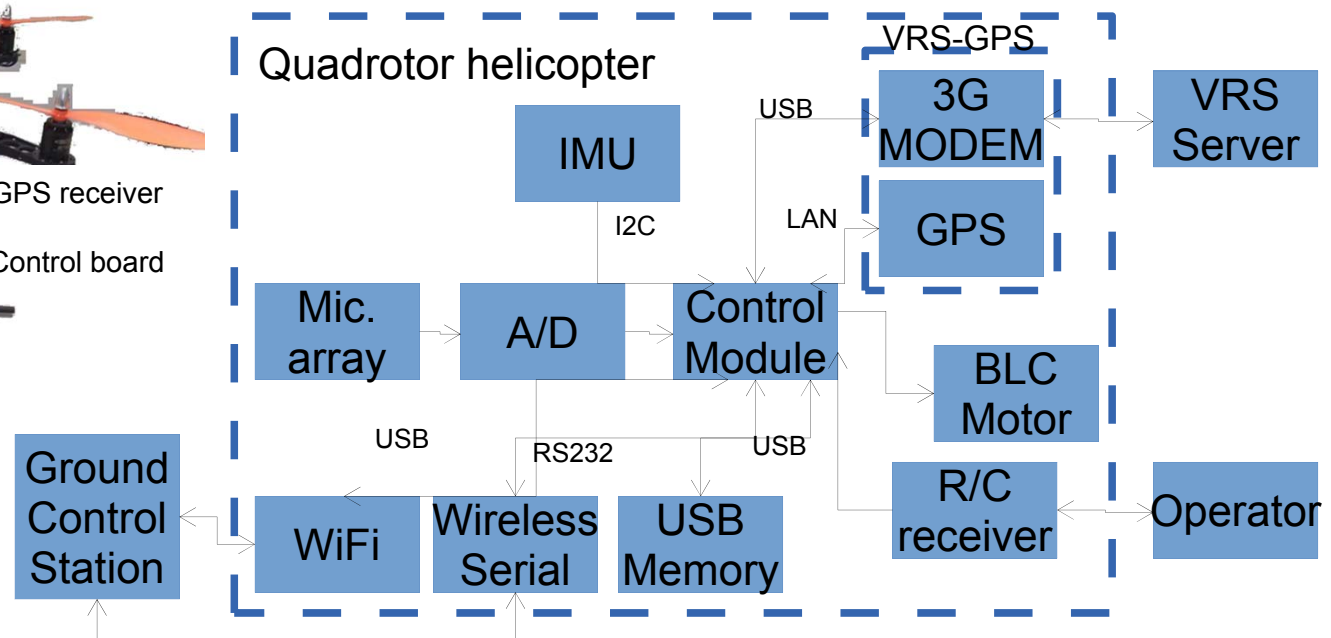 VRS-GPS
Quadrotor helicopter
3G
MODEM
VRS
Server
USB
IMU
GPS receiver
I2C
LAN
GPS
Control board
Mic.
array
A/D
Control
Module
BLC
Motor
USB
RS232
USB
Ground
Control
Station
WiFi
Wireless
Serial
USB
Memory
R/C
receiver
Operator